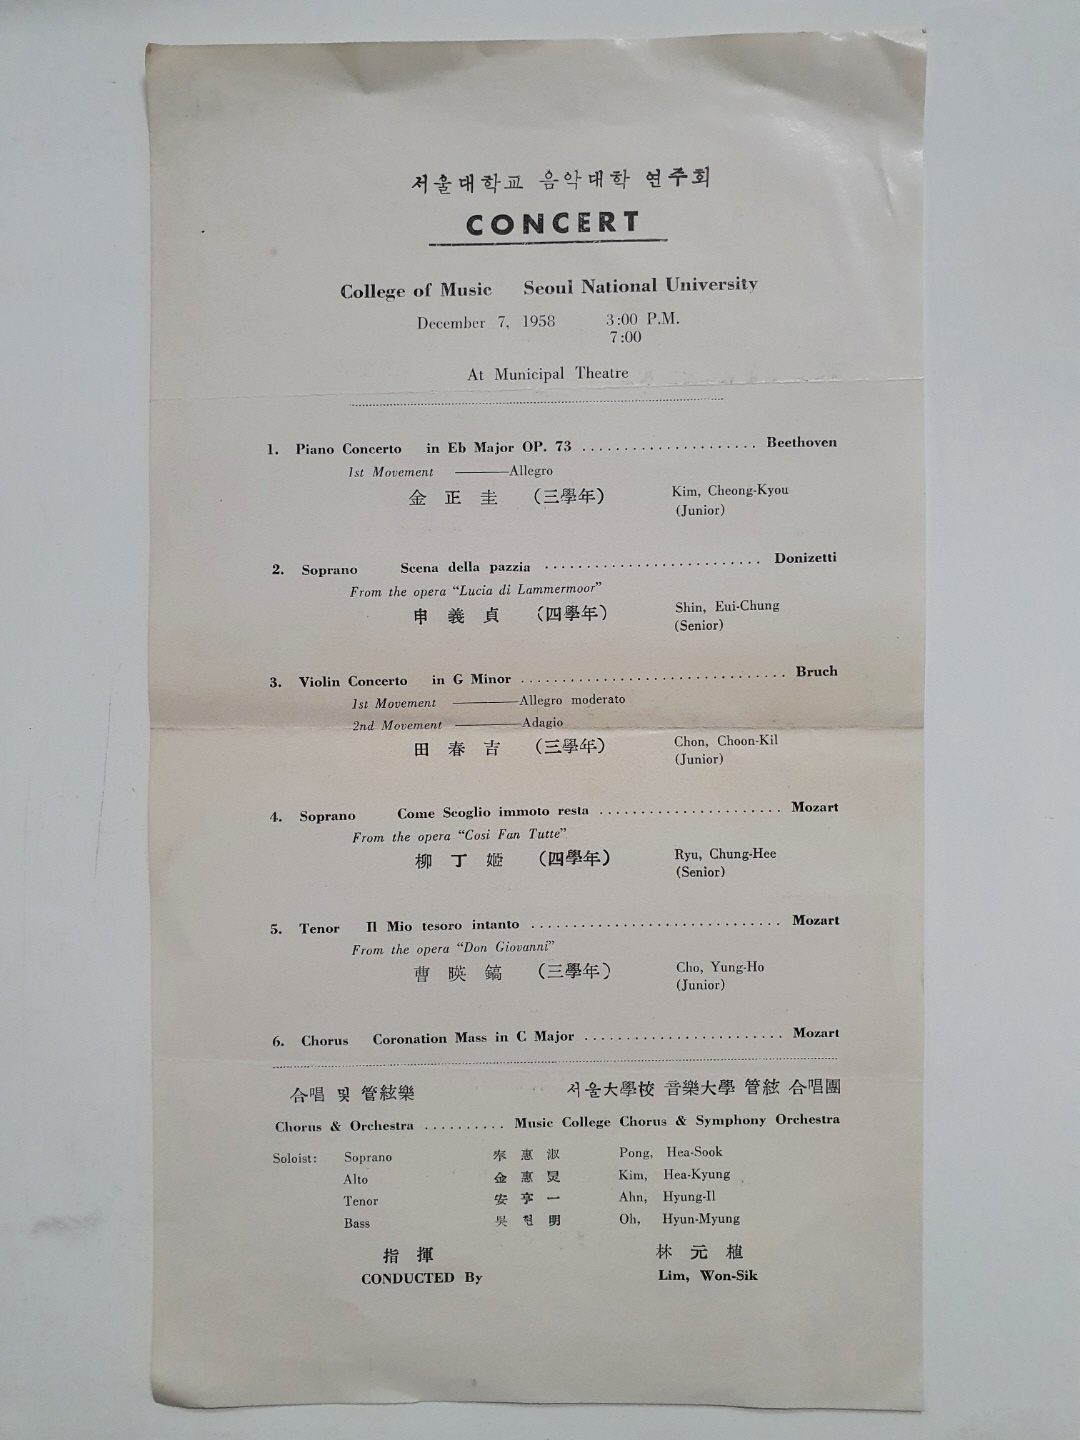 서울대학교 음악대학 연주회
CONCERT
College of Music Seoul National University
December 7, 1958 3:00 P.M.
7:00
At Municipal Theatre
1. Piano Concerto in Eb Major OP. 73 .................... Beethoven
1st Movement ———Allegro
金 正 圭 (三學年) Kim, Cheong-Kyou
(Junior)
2. Soprano Scena della pazzia .......................... Donizetti
From the opera “Lucia di Lammermoor”
申 義 貞 (四學年) Shin, Eui-Chung
(Senior)
3. Violin Concerto in G Minor ................................ Bruch
1st Movement ———Allegro moderato
2nd Movement ———Adagio
田 春 吉 (三學年) Chon, Choon-Kil
(Junior)
4. Soprano Come Scoglio immoto resta ...................... Mozart
From the opera “Cosi Fan Tutte”
柳 丁 姬 (四學年) Ryu, Chung-Hee
(Senior)
5. Tenor Il Mio tesoro intanto .............................. Mozart
From the opera “Don Giovanni”
曹 暎 鎬 (三學年) Cho, Yung-Ho
(Junior)
6. Chorus Coronation Mass in C Major ........................ Mozart
合唱 및 管絃樂 서울大學校 音樂大學 管絃 合唱團
Chorus & Orchestra .......... Music College Chorus & Symphony Orchestra
Soloist: Soprano 奉 惠 淑 Pong, Hea-Sook
Alto 金 惠 Kim, Hea-Kyung
Tenor 安 亨 一 Ahn, Hyung-Il
Bass 吳 현 明 Oh, Hyun-Myung
指 揮 林 元 植
CONDUCTED By Lim, Won-Sik